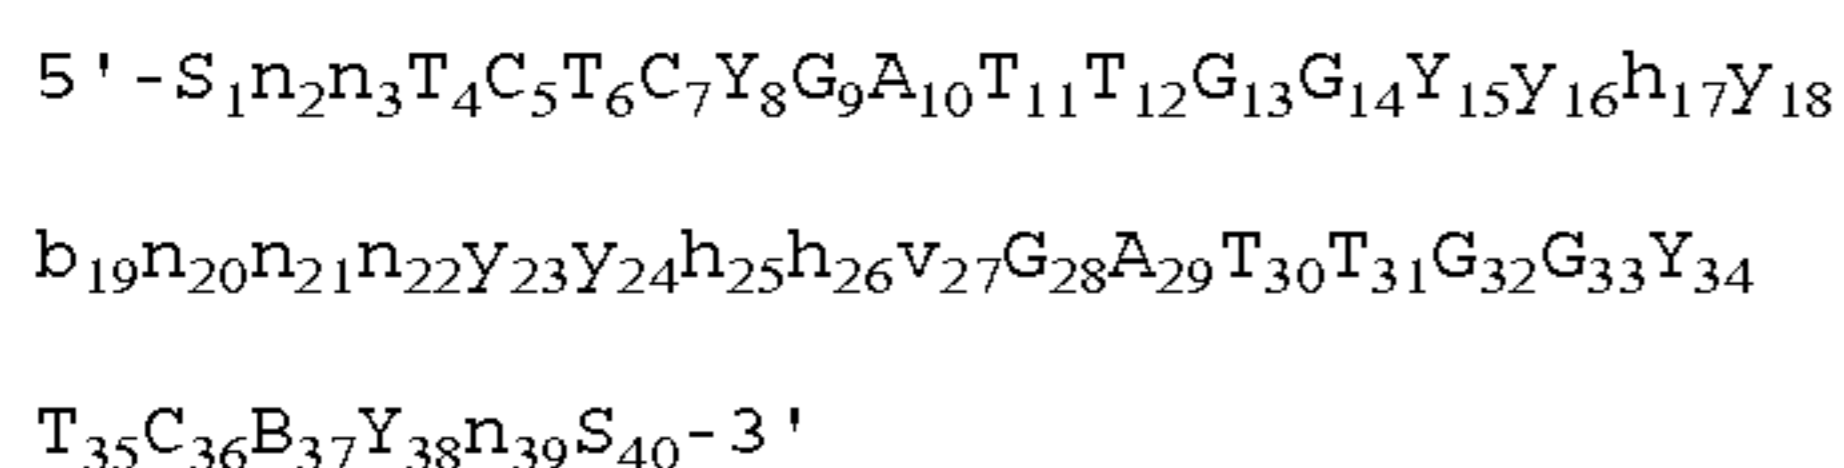 5'-S₁n₂n₃T₄C₅T₆C₇Y₈G₉A₁₀T₁₁T₁₂G₁₃G₁₄Y₁₅y₁₆h₁₇y₁₈
b₁₉n₂₀n₂₁n₂₂y₂₃y₂₄h₂₅h₂₆v₂₇G₂₈A₂₉T₃₀T₃₁G₃₂G₃₃Y₃₄
T₃₅C₃₆B₃₇Y₃₈n₃₉S₄₀-3'